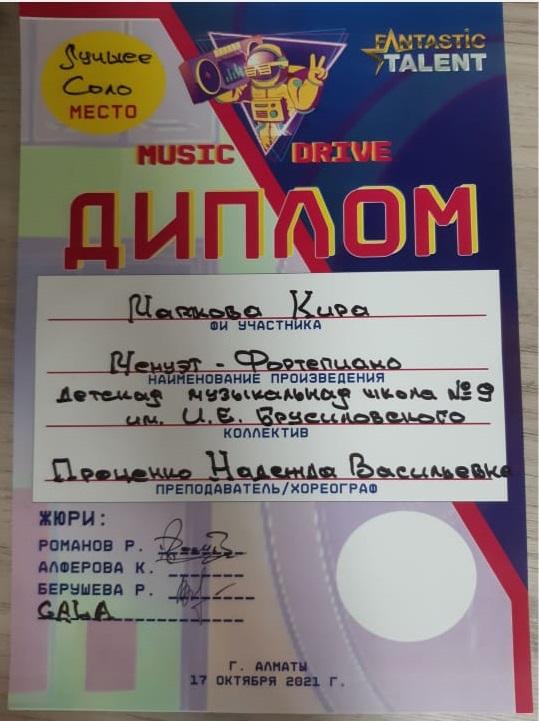 Лучшее
Соло
МЕСТО
FANTASTIC
TALENT
MUSIC DRIVE
ДИПЛОМ
Маркова Кира
ФИ УЧАСТНИКА
Менуэт - Фортепиано
НАИМЕНОВАНИЕ ПРОИЗВЕДЕНИЯ
Детская музыкальная школа №9
им. И.Е. Брусиловского
КОЛЛЕКТИВ
Проценко Надежда Васильевна
ПРЕПОДАВАТЕЛЬ/ХОРЕОГРАФ
ЖЮРИ:
РОМАНОВ Р.
АЛФЕРОВА К.
БЕРУШЕВА Р.
GALA
Г. АЛМАТЫ
17 ОКТЯБРЯ 2021 Г.